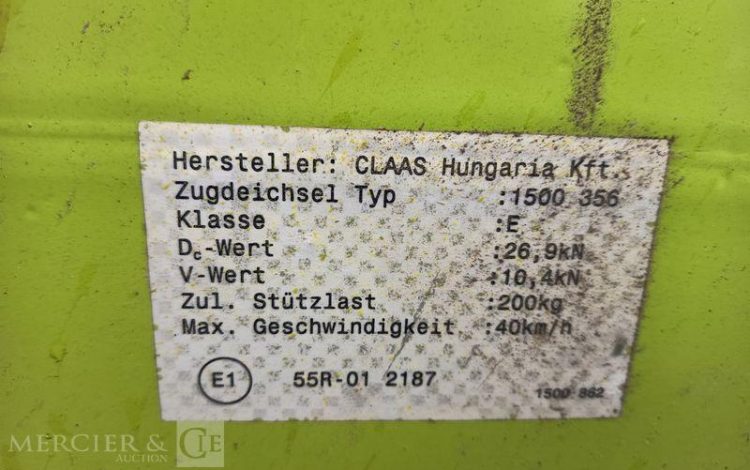 Hersteller: CLAAS Hungaria Kft.
Zugdeichsel Typ :1500 356
Klasse :E
Dc-Wert :26,9kN
V-Wert :10,4kN
Zul. Stützlast :200kg
Max. Geschwindigkeit :40km/h
E1 55R-01 2187
1500 862
MERCIER & CIE
AUCTION